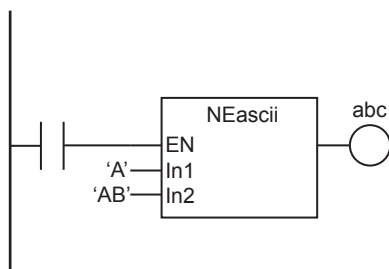 NEascii
abc
EN
‘A’ In1
‘AB’ In2